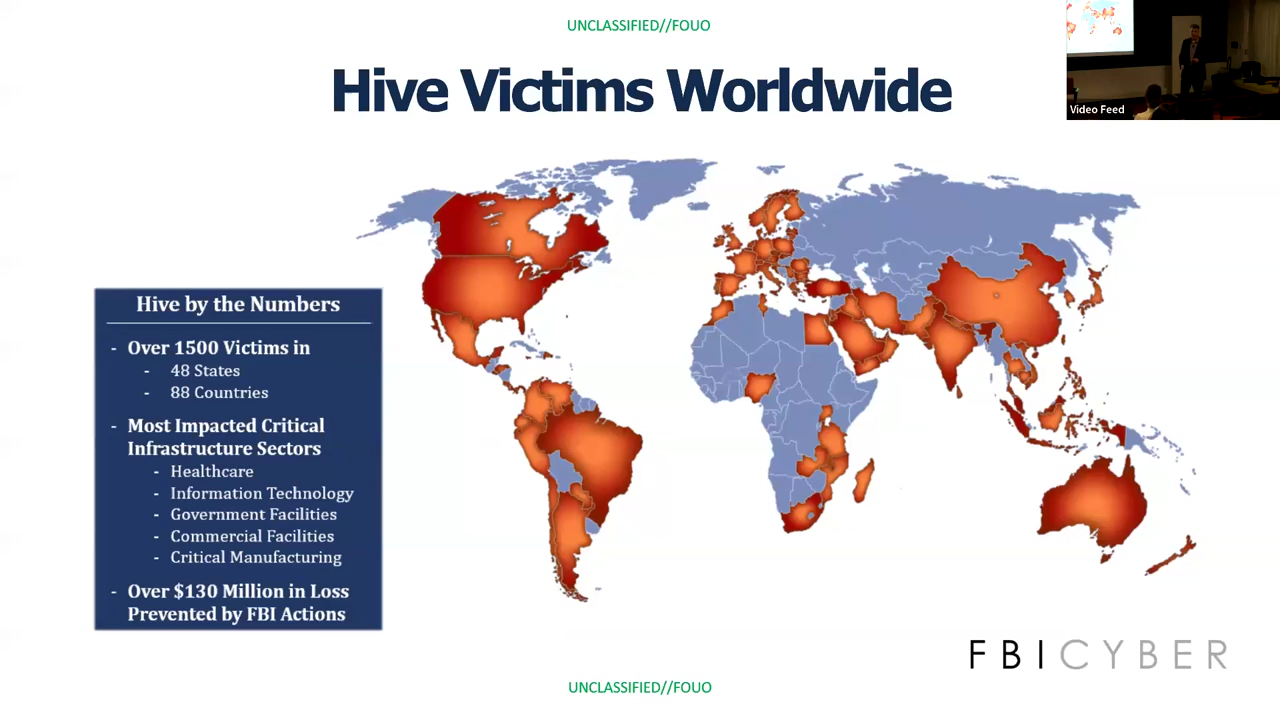 UNCLASSIFIED//FOUO
Hive Victims Worldwide
Video Feed
Hive by the Numbers
- Over 1500 Victims in
- 48 States
- 88 Countries
- Most Impacted Critical
Infrastructure Sectors
- Healthcare
- Information Technology
- Government Facilities
- Commercial Facilities
- Critical Manufacturing
- Over $130 Million in Loss
Prevented by FBI Actions
FBICYBER
UNCLASSIFIED//FOUO